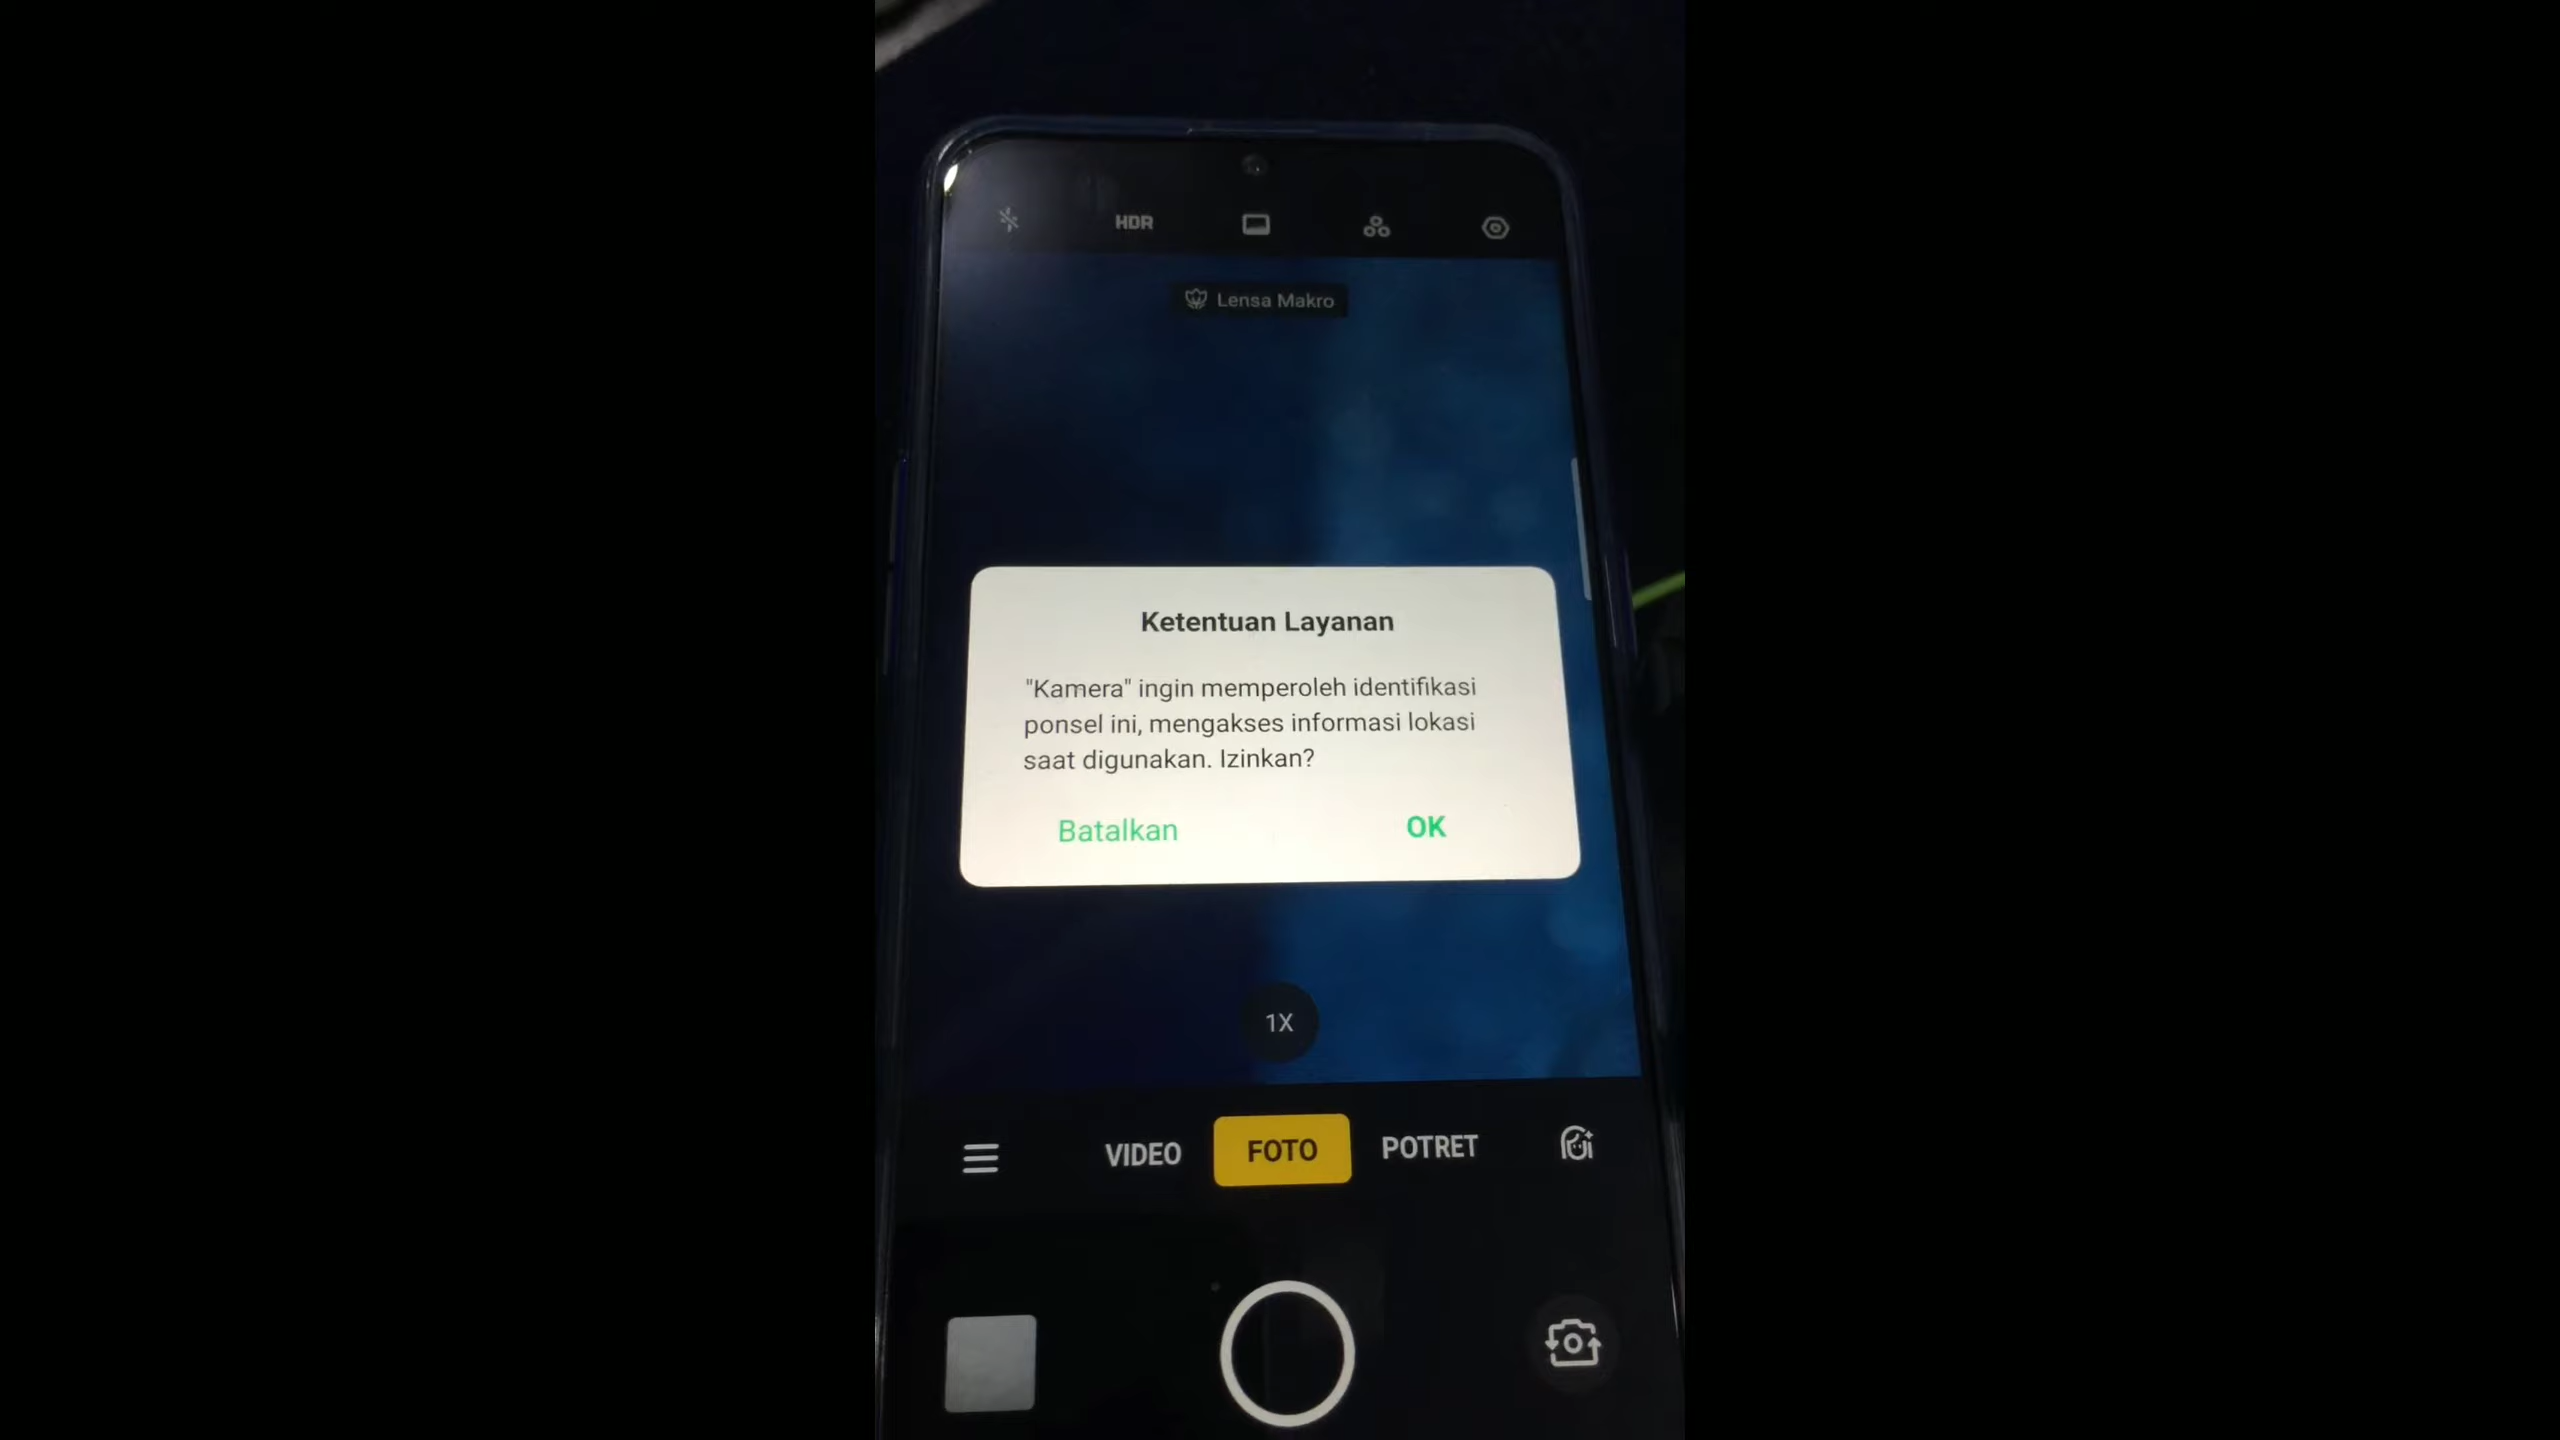 HDR
Lensa Makro
Ketentuan Layanan
"Kamera" ingin memperoleh identifikasi
ponsel ini, mengakses informasi lokasi
saat digunakan. Izinkan?
Batalkan OK
1X
VIDEO FOTO POTRET